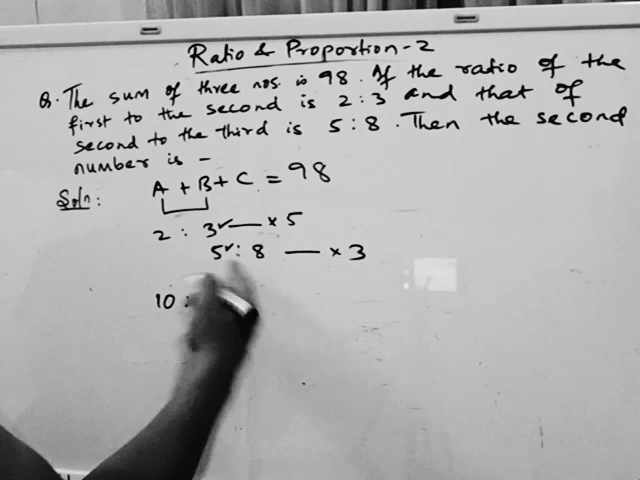 Ratio & Proportion-2
Q. The sum of three nos. is 98. If the ratio of the
first to the second is 2:3 and that of
second to the third is 5:8. Then the second
number is -
Soln: A + B + C = 98
2 : 3✓— × 5
5✓: 8 — × 3
10 :